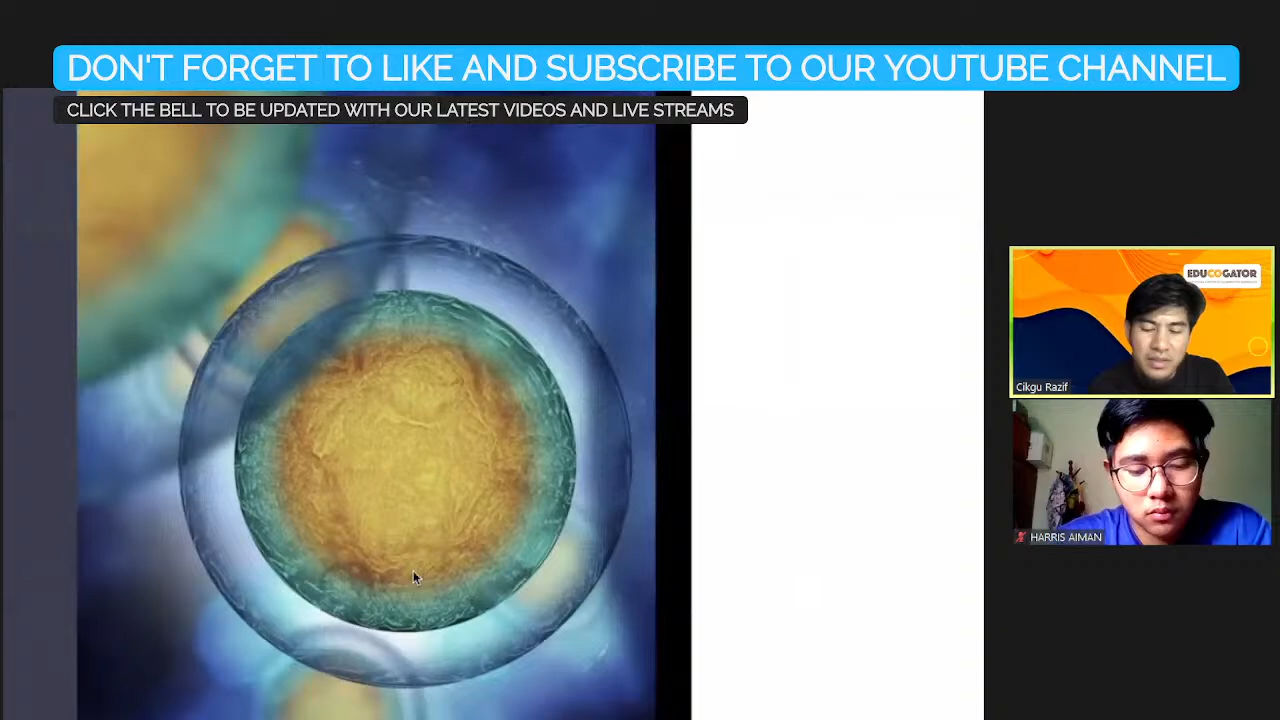 DON'T FORGET TO LIKE AND SUBSCRIBE TO OUR YOUTUBE CHANNEL
CLICK THE BELL TO BE UPDATED WITH OUR LATEST VIDEOS AND LIVE STREAMS
EDUCOGATOR
Cikgu Razif
HARRIS AIMAN